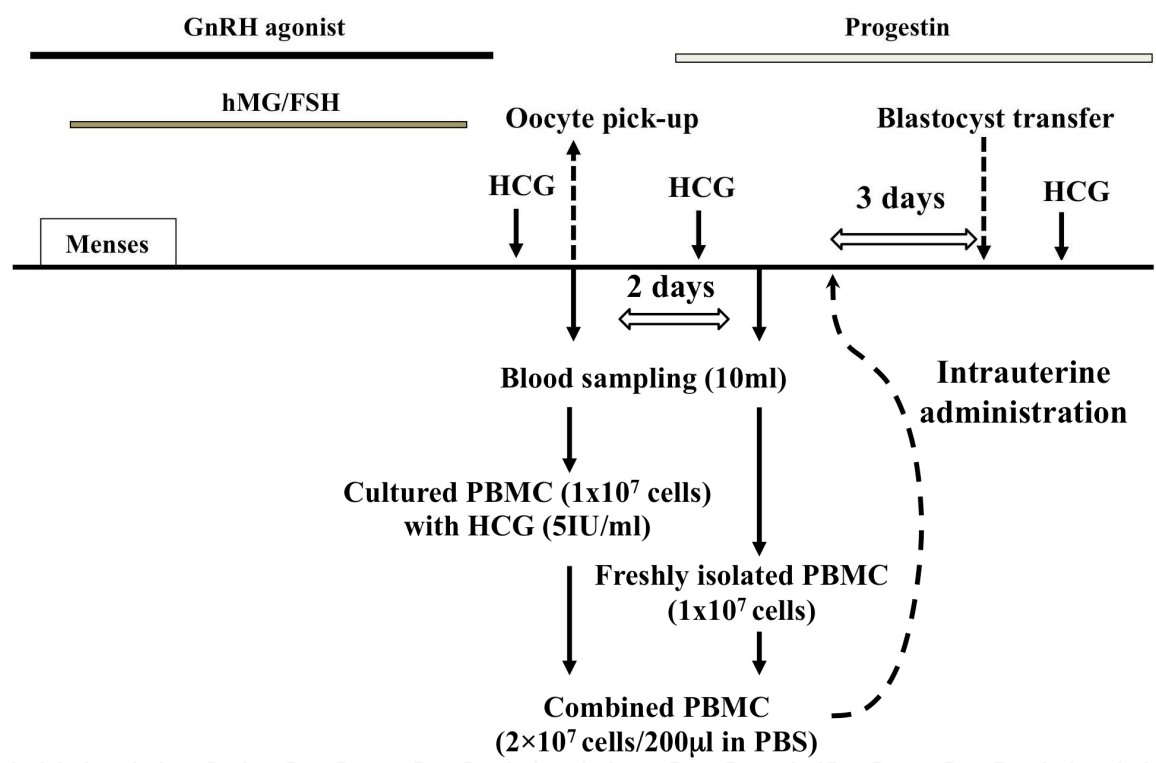 GnRH agonist
Progestin
hMG/FSH
Oocyte pick-up
Blastocyst transfer
HCG
HCG
3 days
HCG
Menses
2 days
Blood sampling (10ml)
Intrauterine
administration
Cultured PBMC (1x10⁷ cells)
with HCG (5IU/ml)
Freshly isolated PBMC
(1x10⁷ cells)
Combined PBMC
(2×10⁷ cells/200μl in PBS)